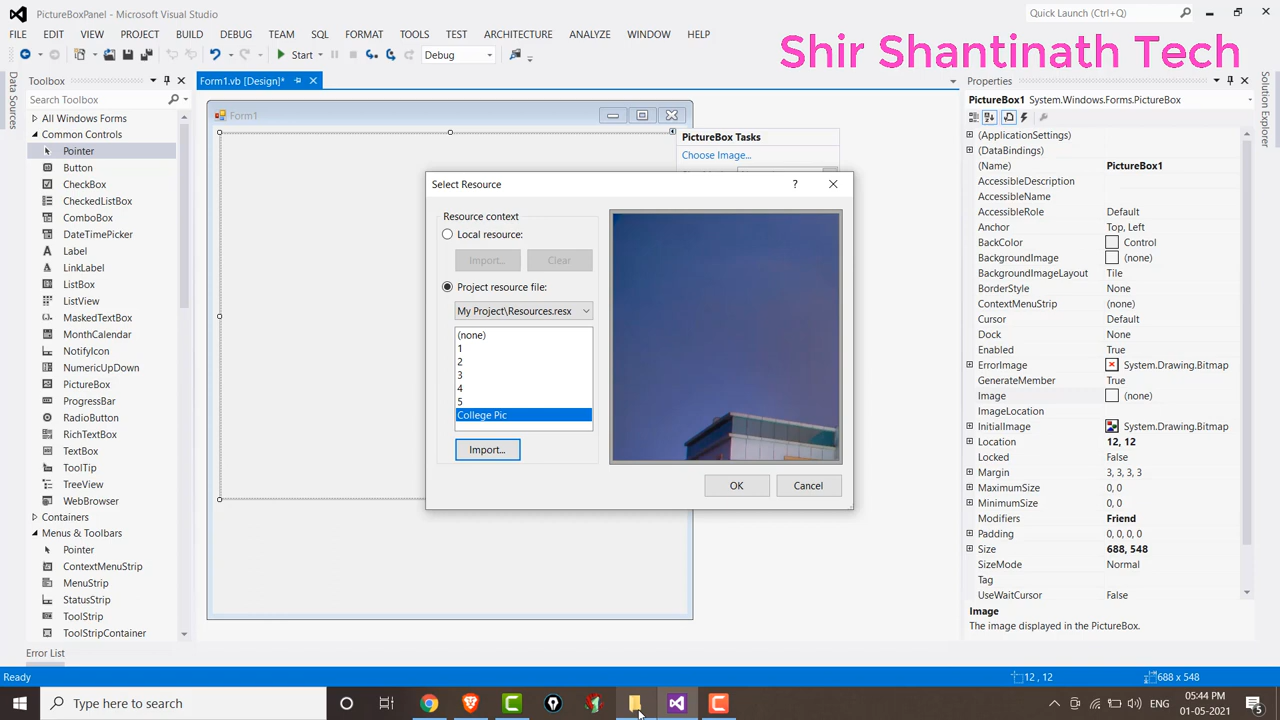 PictureBoxPanel - Microsoft Visual Studio
Quick Launch (Ctrl+Q)
FILE EDIT VIEW PROJECT BUILD DEBUG TEAM SQL FORMAT TOOLS TEST ARCHITECTURE ANALYZE WINDOW HELP
Shir Shantinath Tech
Start Debug
Data Sources
Toolbox
Search Toolbox
All Windows Forms
Common Controls
Pointer
Button
CheckBox
CheckedListBox
ComboBox
DateTimePicker
Label
LinkLabel
ListBox
ListView
MaskedTextBox
MonthCalendar
NotifyIcon
NumericUpDown
PictureBox
ProgressBar
RadioButton
RichTextBox
TextBox
ToolTip
TreeView
WebBrowser
Containers
Menus & Toolbars
Pointer
ContextMenuStrip
MenuStrip
StatusStrip
ToolStrip
ToolStripContainer
Form1.vb [Design]*
Form1
PictureBox Tasks
Choose Image...
Select Resource
?
Resource context
Local resource:
Import... Clear
Project resource file:
My Project\Resources.resx
(none)
1
2
3
4
5
College Pic
Import...
OK Cancel
Properties
PictureBox1 System.Windows.Forms.PictureBox
(ApplicationSettings)
(DataBindings)
(Name) PictureBox1
AccessibleDescription
AccessibleName
AccessibleRole Default
Anchor Top, Left
BackColor Control
BackgroundImage (none)
BackgroundImageLayout Tile
BorderStyle None
ContextMenuStrip (none)
Cursor Default
Dock None
Enabled True
ErrorImage System.Drawing.Bitmap
GenerateMember True
Image (none)
ImageLocation
InitialImage System.Drawing.Bitmap
Location 12, 12
Locked False
Margin 3, 3, 3, 3
MaximumSize 0, 0
MinimumSize 0, 0
Modifiers Friend
Padding 0, 0, 0, 0
Size 688, 548
SizeMode Normal
Tag
UseWaitCursor False
Image
The image displayed in the PictureBox.
Solution Explorer
Error List
Ready 12 , 12 688 x 548
Type here to search
ENG 05:44 PM
01-05-2021
5